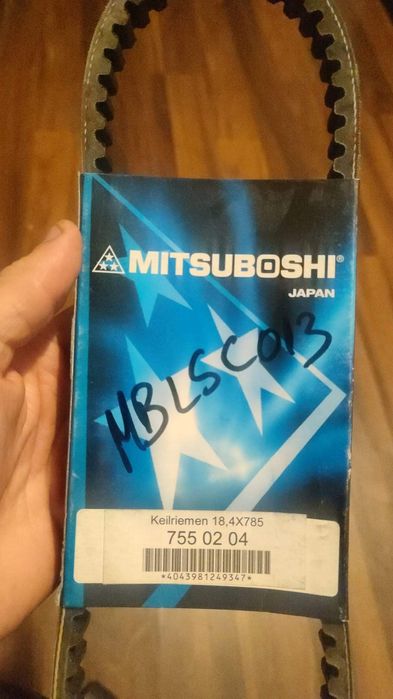 MITSUBOSHI®
JAPAN
MBLSC013
Keilriemen 18,4X785
755 02 04
*4043981249347*